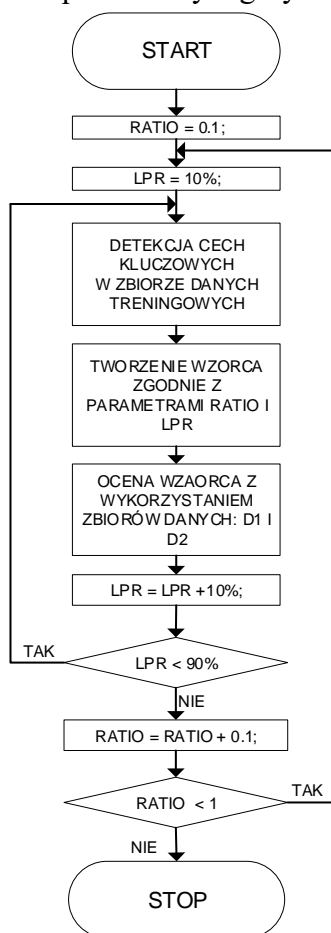 START
RATIO = 0.1;
LPR = 10%;
DETEKCJA CECH
KLUCZOWYCH
W ZBIORZE DANYCH
TRENINGOWYCH
TWORZENIE WZORCA
ZGODNIE Z
PARAMETRAMI RATIO I
LPR
OCENA WZAORCA Z
WYKORZYSTANIEM
ZBIORÓW DANYCH: D1 I
D2
LPR = LPR +10%;
TAK
LPR < 90%
NIE
RATIO = RATIO + 0.1;
TAK
RATIO < 1
NIE
STOP